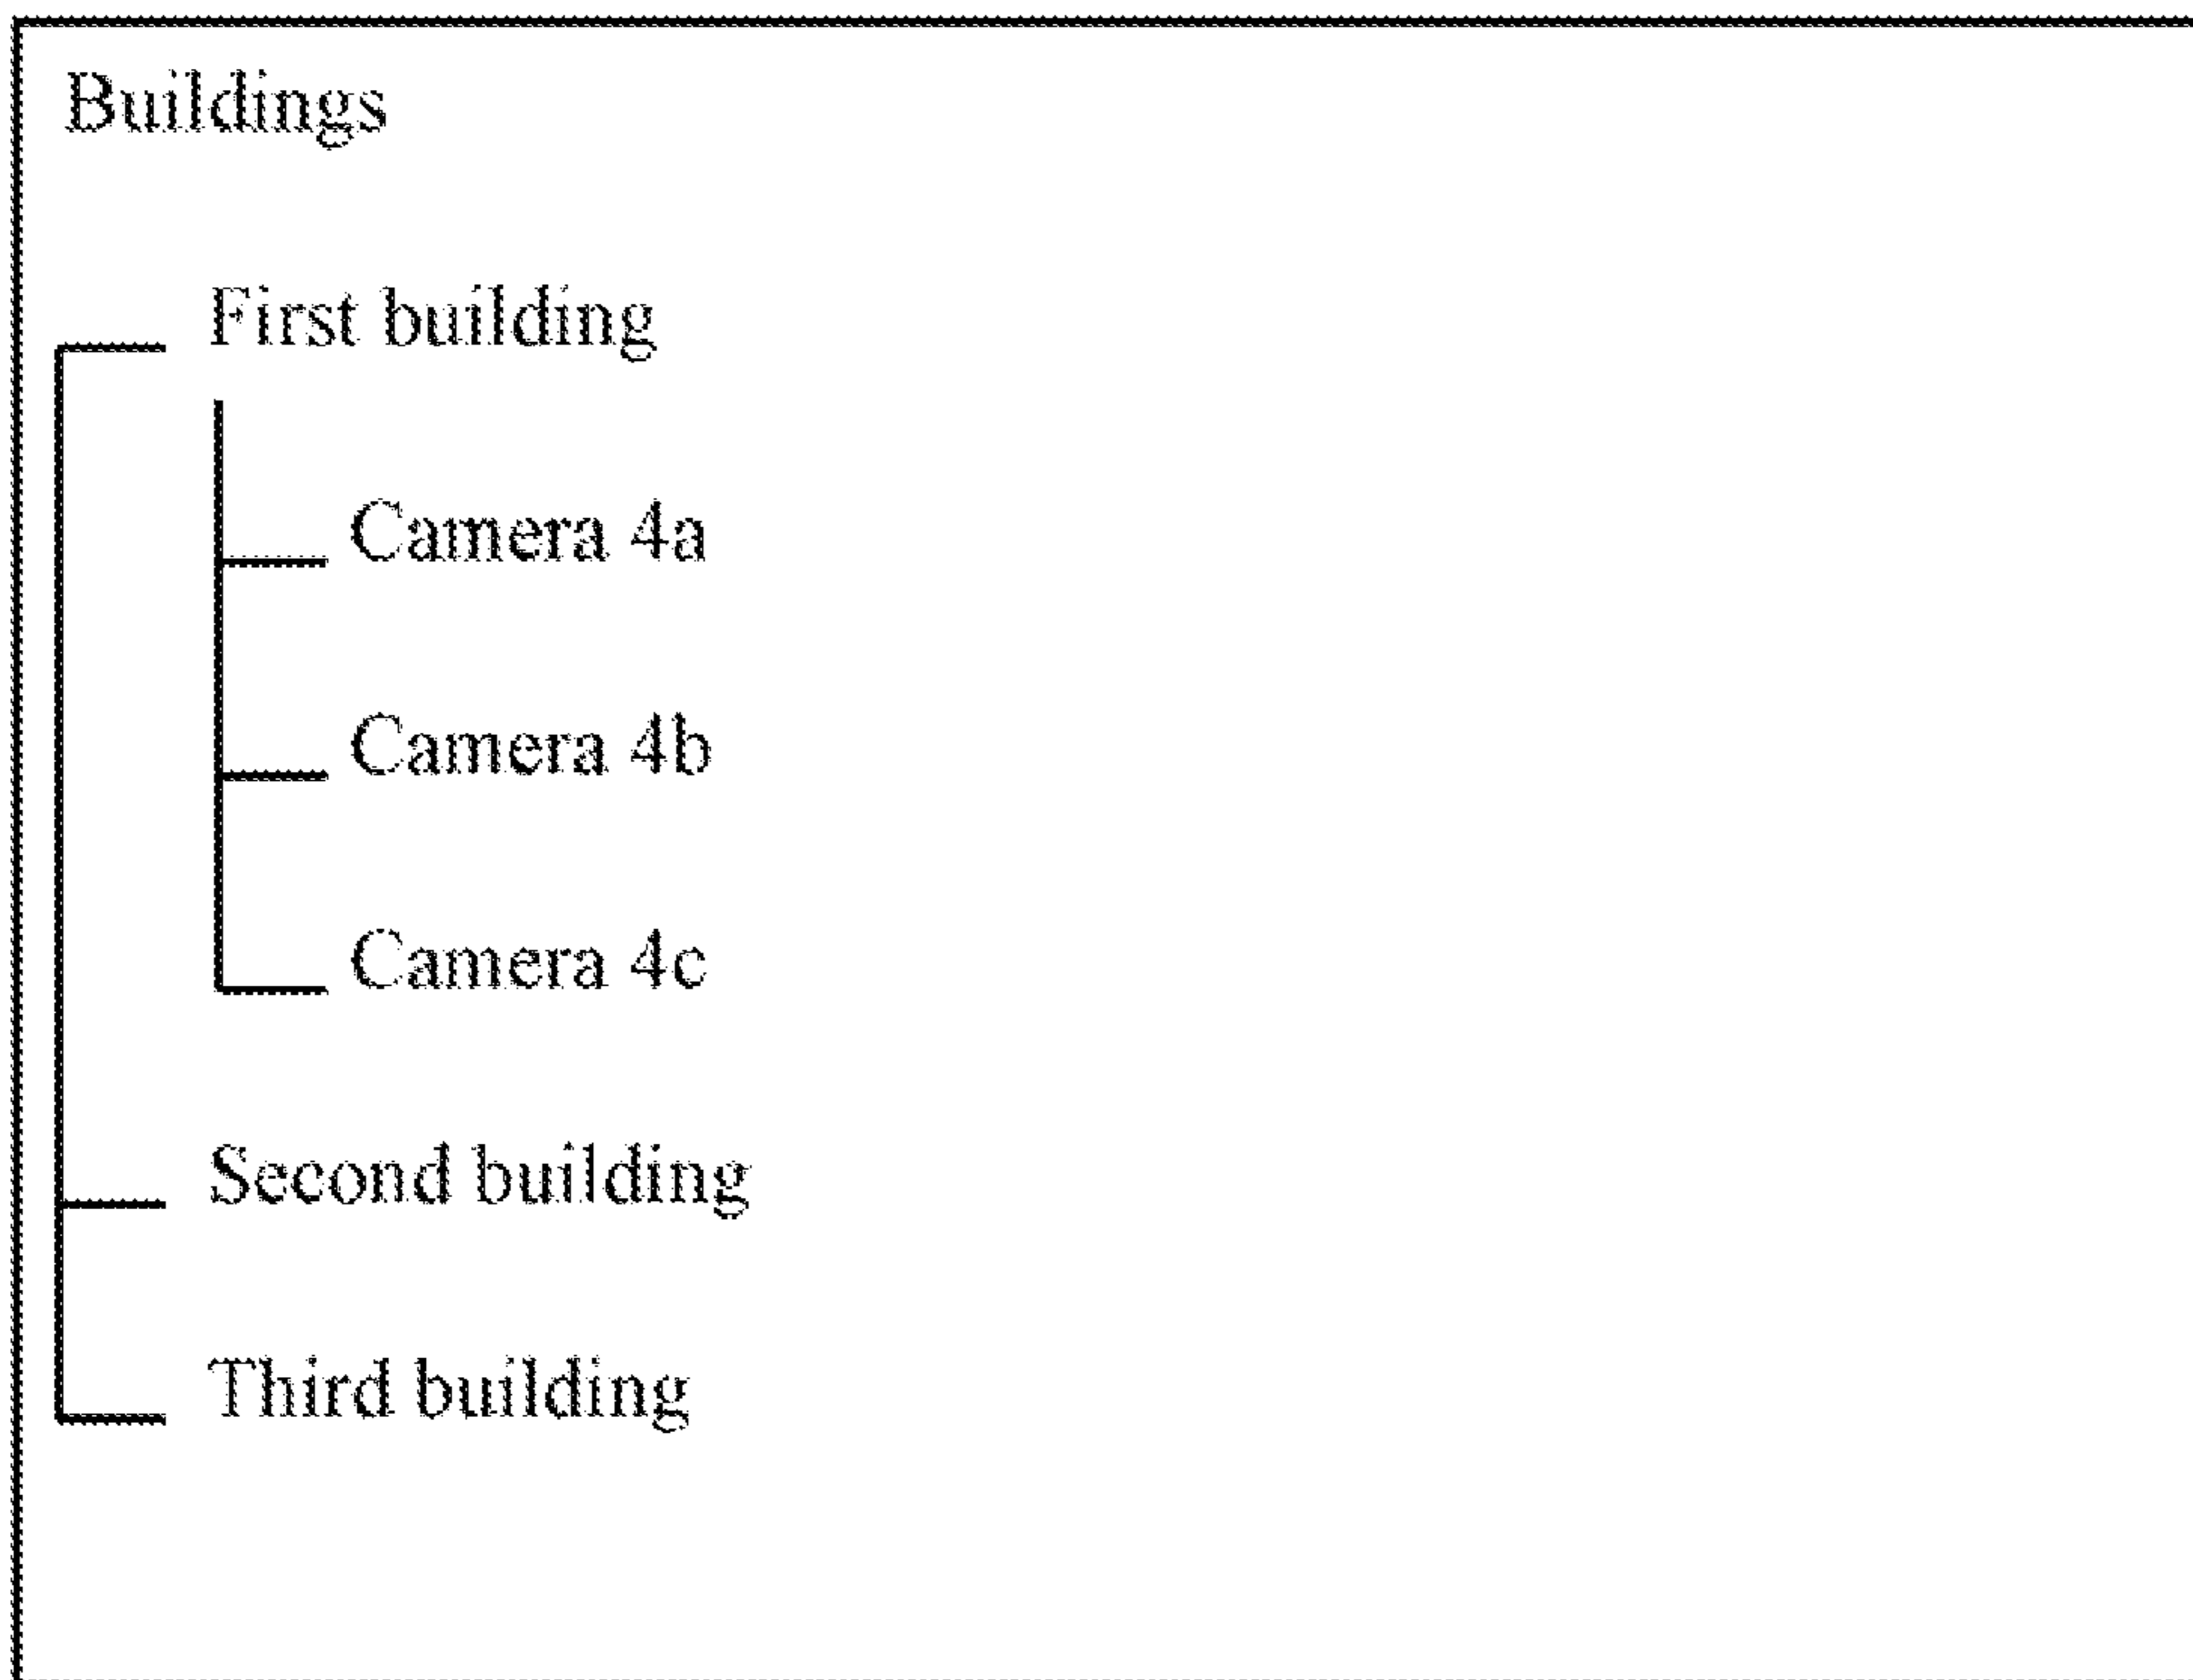 Buildings
First building
Camera 4a
Camera 4b
Camera 4c
Second building
Third building